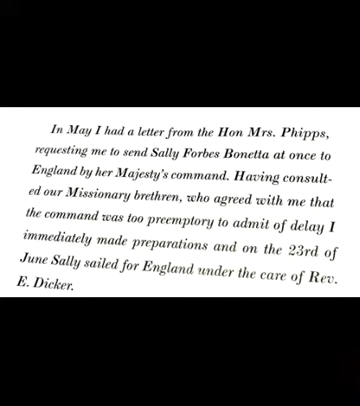 In May I had a letter from the Hon Mrs. Phipps,
requesting me to send Sally Forbes Bonetta at once to
England by her Majesty's command. Having consult-
ed our Missionary brethren, who agreed with me that
the command was too preemptory to admit of delay I
immediately made preparations and on the 23rd of
June Sally sailed for England under the care of Rev.
E. Dicker.